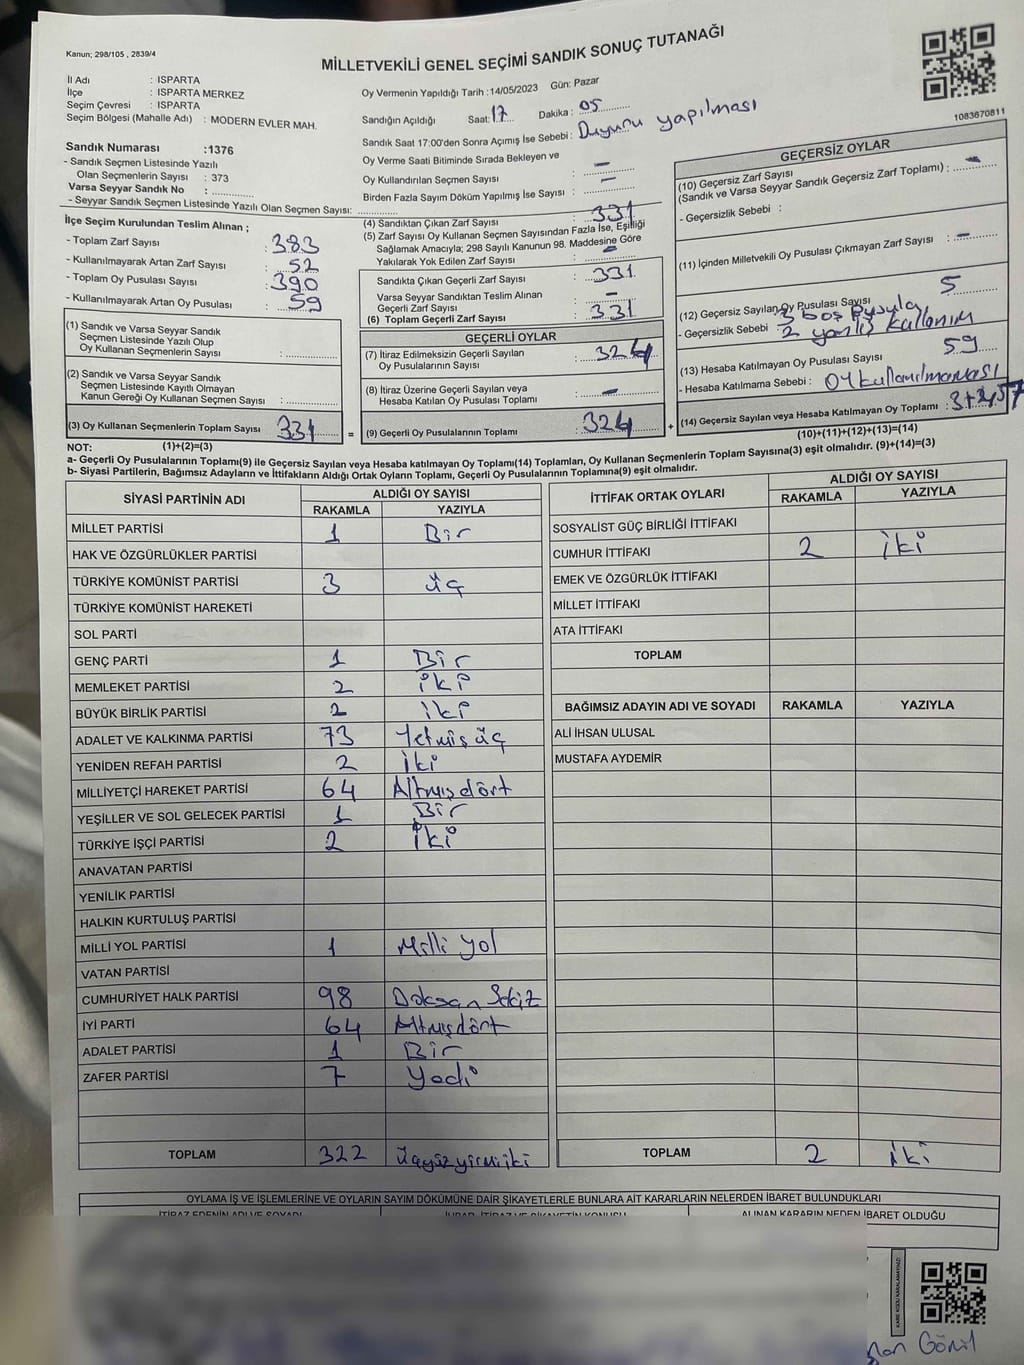 Kanun; 298/105 , 2839/4
MİLLETVEKİLİ GENEL SEÇİMİ SANDIK SONUÇ TUTANAĞI
1083670811
İl Adı : ISPARTA
İlçe : ISPARTA MERKEZ
Seçim Çevresi : ISPARTA
Seçim Bölgesi (Mahalle Adı) : MODERN EVLER MAH.
Sandık Numarası :1376
- Sandık Seçmen Listesinde Yazılı
Olan Seçmenlerin Sayısı : 373
Varsa Seyyar Sandık No :
- Seyyar Sandık Seçmen Listesinde Yazılı Olan Seçmen Sayısı:
Oy Vermenin Yapıldığı Tarih :14/05/2023 Gün: Pazar
Sandığın Açıldığı Saat: 17 Dakika : 05
Sandık Saat 17:00'den Sonra Açımış İse Sebebi : Duyuru yapılması
Oy Verme Saati Bitiminde Sırada Bekleyen ve
Oy Kullandırılan Seçmen Sayısı : —
Birden Fazla Sayım Döküm Yapılmış İse Sayısı : —
İlçe Seçim Kurulundan Teslim Alınan ;
- Toplam Zarf Sayısı : 383
- Kullanılmayarak Artan Zarf Sayısı : 52
- Toplam Oy Pusulası Sayısı : 390
- Kullanılmayarak Artan Oy Pusulası : 59
(1) Sandık ve Varsa Seyyar Sandık
Seçmen Listesinde Yazılı Olup
Oy Kullanan Seçmenlerin Sayısı :
(2) Sandık ve Varsa Seyyar Sandık
Seçmen Listesinde Kayıtlı Olmayan
Kanun Gereği Oy Kullanan Seçmen Sayısı :
(3) Oy Kullanan Seçmenlerin Toplam Sayısı : 331
(1)+(2)=(3)
(4) Sandıktan Çıkan Zarf Sayısı : 331
(5) Zarf Sayısı Oy Kullanan Seçmen Sayısından Fazla İse, Eşitliği
Sağlamak Amacıyla; 298 Sayılı Kanunun 98. Maddesine Göre
Yakılarak Yok Edilen Zarf Sayısı : —
Sandıkta Çıkan Geçerli Zarf Sayısı : 331
Varsa Seyyar Sandıktan Teslim Alınan
Geçerli Zarf Sayısı : —
(6) Toplam Geçerli Zarf Sayısı : 331
GEÇERLİ OYLAR
(7) İtiraz Edilmeksizin Geçerli Sayılan
Oy Pusulalarının Sayısı : 324
(8) İtiraz Üzerine Geçerli Sayılan veya
Hesaba Katılan Oy Pusulası Toplamı : —
(9) Geçerli Oy Pusulalarının Toplamı : 324
GEÇERSİZ OYLAR
(10) Geçersiz Zarf Sayısı
(Sandık ve Varsa Seyyar Sandık Geçersiz Zarf Toplamı) : —
- Geçersizlik Sebebi :
(11) İçinden Milletvekili Oy Pusulası Çıkmayan Zarf Sayısı : —
(12) Geçersiz Sayılan Oy Pusulası Sayısı : 5
- Geçersizlik Sebebi : 3 boş pusula
2 yanlış kullanım
(13) Hesaba Katılmayan Oy Pusulası Sayısı : 59
- Hesaba Katılmama Sebebi : Oy kullanılmaması
(14) Geçersiz Sayılan veya Hesaba Katılmayan Oy Toplamı :
(10)+(11)+(12)+(13)=(14)
NOT:
a- Geçerli Oy Pusulalarının Toplamı(9) ile Geçersiz Sayılan veya Hesaba katılmayan Oy Toplamı(14) Toplamları, Oy Kullanan Seçmenlerin Toplam Sayısına(3) eşit olmalıdır. (9)+(14)=(3)
b- Siyasi Partilerin, Bağımsız Adayların ve İttifakların Aldığı Ortak Oyların Toplamı, Geçerli Oy Pusulalarının Toplamına(9) eşit olmalıdır.
SİYASİ PARTİNİN ADI ALDIĞI OY SAYISI
RAKAMLA YAZIYLA
MİLLET PARTİSİ 1 Bir
HAK VE ÖZGÜRLÜKLER PARTİSİ
TÜRKİYE KOMÜNİST PARTİSİ 3 üç
TÜRKİYE KOMÜNİST HAREKETİ
SOL PARTİ
GENÇ PARTİ 1 Bir
MEMLEKET PARTİSİ 2 iki
BÜYÜK BİRLİK PARTİSİ 2 iki
ADALET VE KALKINMA PARTİSİ 73 Yetmiş üç
YENİDEN REFAH PARTİSİ 2 iki
MİLLİYETÇİ HAREKET PARTİSİ 64 Altmış dört
YEŞİLLER VE SOL GELECEK PARTİSİ 1 Bir
TÜRKİYE İŞÇİ PARTİSİ 2 iki
ANAVATAN PARTİSİ
YENİLİK PARTİSİ
HALKIN KURTULUŞ PARTİSİ
MİLLİ YOL PARTİSİ 1 Milli yol
VATAN PARTİSİ
CUMHURİYET HALK PARTİSİ 98 Doksan Sekiz
İYİ PARTİ 64 Altmışdört
ADALET PARTİSİ 1 Bir
ZAFER PARTİSİ 7 Yedi
TOPLAM 322 üçyüzyirmiiki
İTTİFAK ORTAK OYLARI ALDIĞI OY SAYISI
RAKAMLA YAZIYLA
SOSYALİST GÜÇ BİRLİĞİ İTTİFAKI
CUMHUR İTTİFAKI 2 iki
EMEK VE ÖZGÜRLÜK İTTİFAKI
MİLLET İTTİFAKI
ATA İTTİFAKI
TOPLAM
BAĞIMSIZ ADAYIN ADI VE SOYADI RAKAMLA YAZIYLA
ALİ İHSAN ULUSAL
MUSTAFA AYDEMİR
TOPLAM 2 iki
OYLAMA İŞ VE İŞLEMLERİNE VE OYLARIN SAYIM DÖKÜMÜNE DAİR ŞİKAYETLERLE BUNLARA AİT KARARLARIN NELERDEN İBARET BULUNDUKLARI
İTİRAZ EDENİN ADI VE SOYADI
ALINAN KARARIN NEDEN İBARET OLDUĞU
Gönül